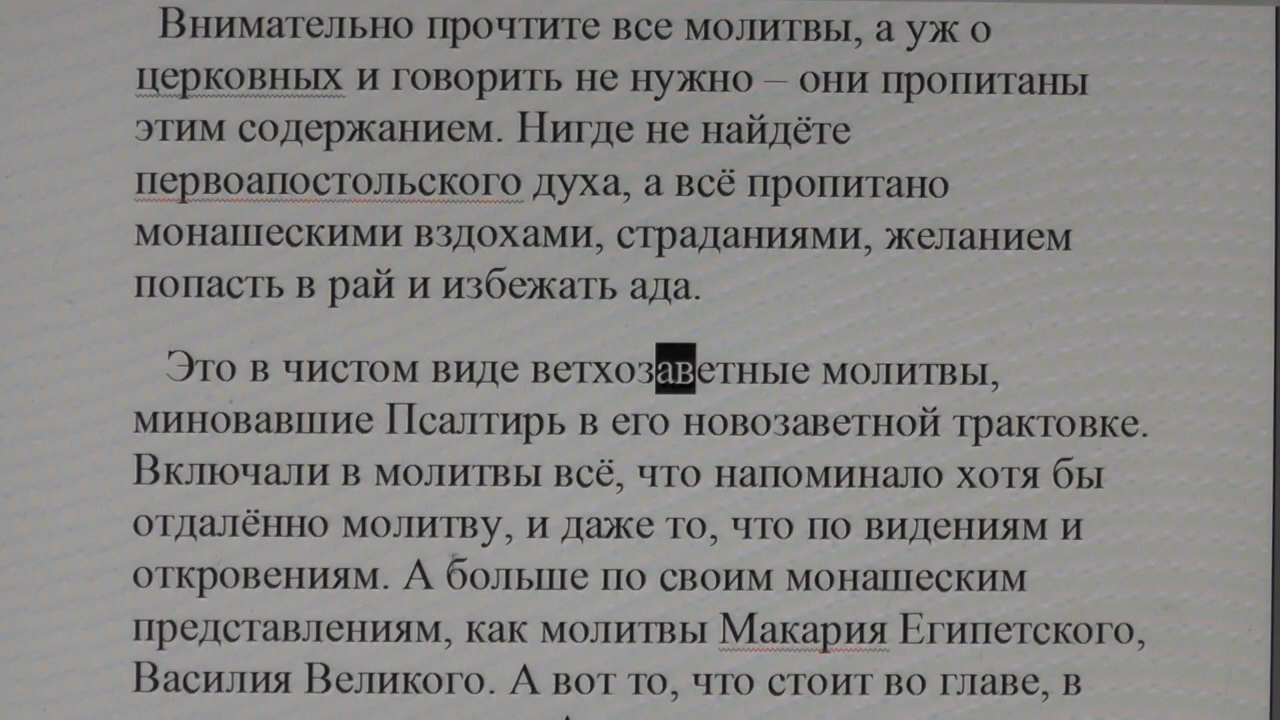 Внимательно прочтите все молитвы, а уж о
церковных и говорить не нужно – они пропитаны
этим содержанием. Нигде не найдёте
первоапостольского духа, а всё пропитано
монашескими вздохами, страданиями, желанием
попасть в рай и избежать ада.
Это в чистом виде ветхозаветные молитвы,
миновавшие Псалтирь в его новозаветной трактовке.
Включали в молитвы всё, что напоминало хотя бы
отдалённо молитву, и даже то, что по видениям и
откровениям. А больше по своим монашеским
представлениям, как молитвы Макария Египетского,
Василия Великого. А вот то, что стоит во главе, в